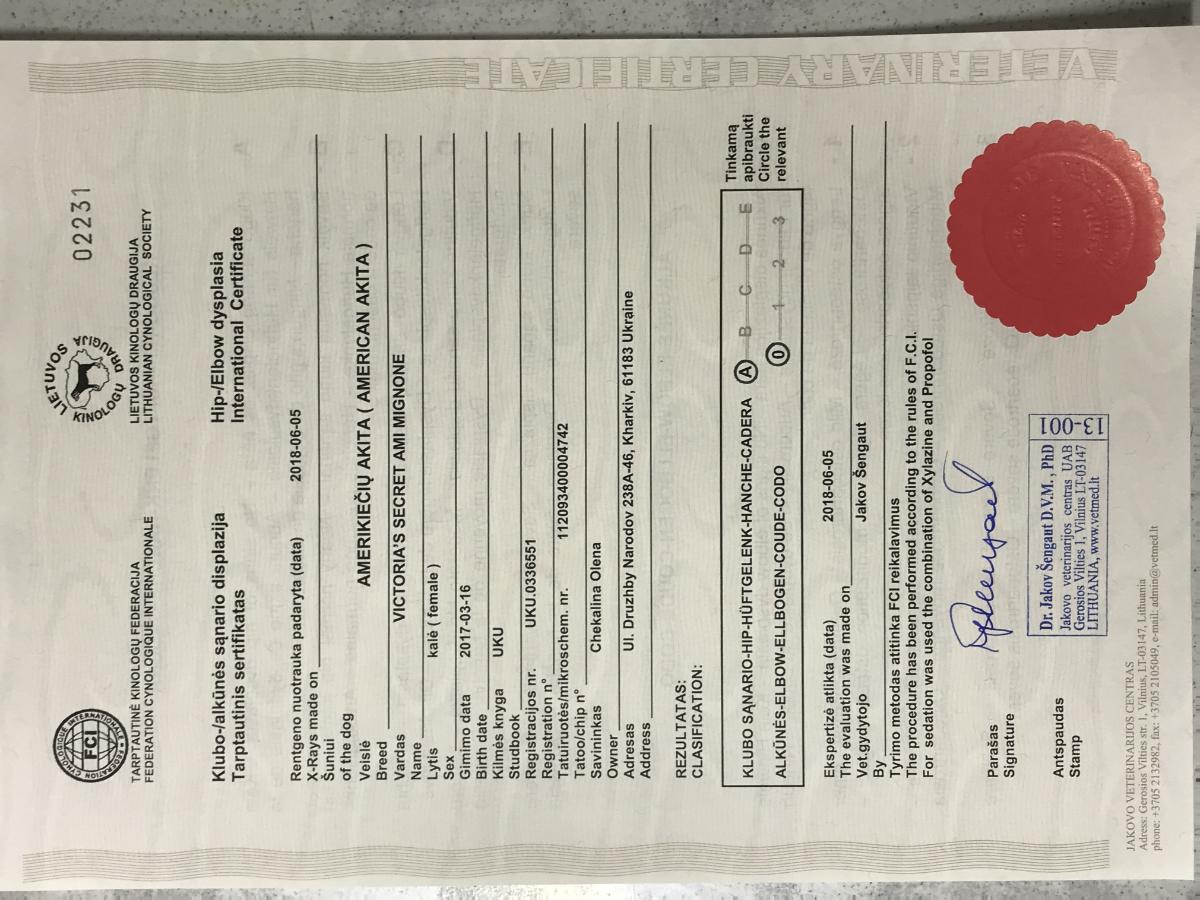 VETERINARY CERTIFICATE
FEDERATION CYNOLOGIQUE INTERNATIONALE
FCI
LIETUVOS
KINOLOGŲ DRAUGIJA
02231
TARPTAUTINĖ KINOLOGU FEDERACIJA
FEDERATION CYNOLOGIQUE INTERNATIONALE
LIETUVOS KINOLOGŲ DRAUGIJA
LITHUANIAN CYNOLOGICAL SOCIETY
Klubo-/alkūnės sanario displazija
Tarptautinis sertifikatas
Hip-/Elbow dysplasia
International Certificate
Rentgeno nuotrauka padaryta (data) 2018-06-05
X-Rays made on
Šuniui
of the dog
Veislė AMERIKIEČIŲ AKITA ( AMERICAN AKITA )
Breed
Vardas VICTORIA'S SECRET AMI MIGNONE
Name
Lytis kalė ( female )
Sex
Gimimo data 2017-03-16
Birth date
Kilmės knyga UKU
Studbook
Registracijos nr. UKU.0336551
Registration n°
Tatuiruotės/mikroschem. nr. 112093400004742
Tatoo/chip n°
Savininkas Chekalina Olena
Owner
Adresas Ul. Druzhby Narodov 238A-46, Kharkiv, 61183 Ukraine
Address
REZULTATAS:
CLASIFICATION:
KLUBO SĄNARIO-HIP-HÜFTGELENK-HANCHE-CADERA A B C D E
ALKŪNĖS-ELBOW-ELLBOGEN-COUDE-CODO 0 1 2 3
Tinkamą
apibraukti
Circle the
relevant
Ekspertizė atlikta (data) 2018-06-05
The evaluation was made on
Vet.gydytojo Jakov Šengaut
By
Tyrimo metodas atitinka FCI reikalavimus
The procedure has been performed according to the rules of F.C.I.
For sedation was used the combination of Xylazine and Propofol
Parašas
Signature
Antspaudas
Stamp
Dr. Jakov Šengaut D.V.M., PhD
Jakovo veterinarijos centras UAB
Gerosios Vilties 1, Vilnius LT-03147
LITHUANIA, www.vetmed.lt
13-001
JAKOVO VETERINARIJOS CENTRAS
Adress: Gerosios Vilties str. 1, Vilnius, LT-03147, Lithuania
phone: +3705 2132982, fax: +3705 2105049, e-mail: admin@vetmed.lt